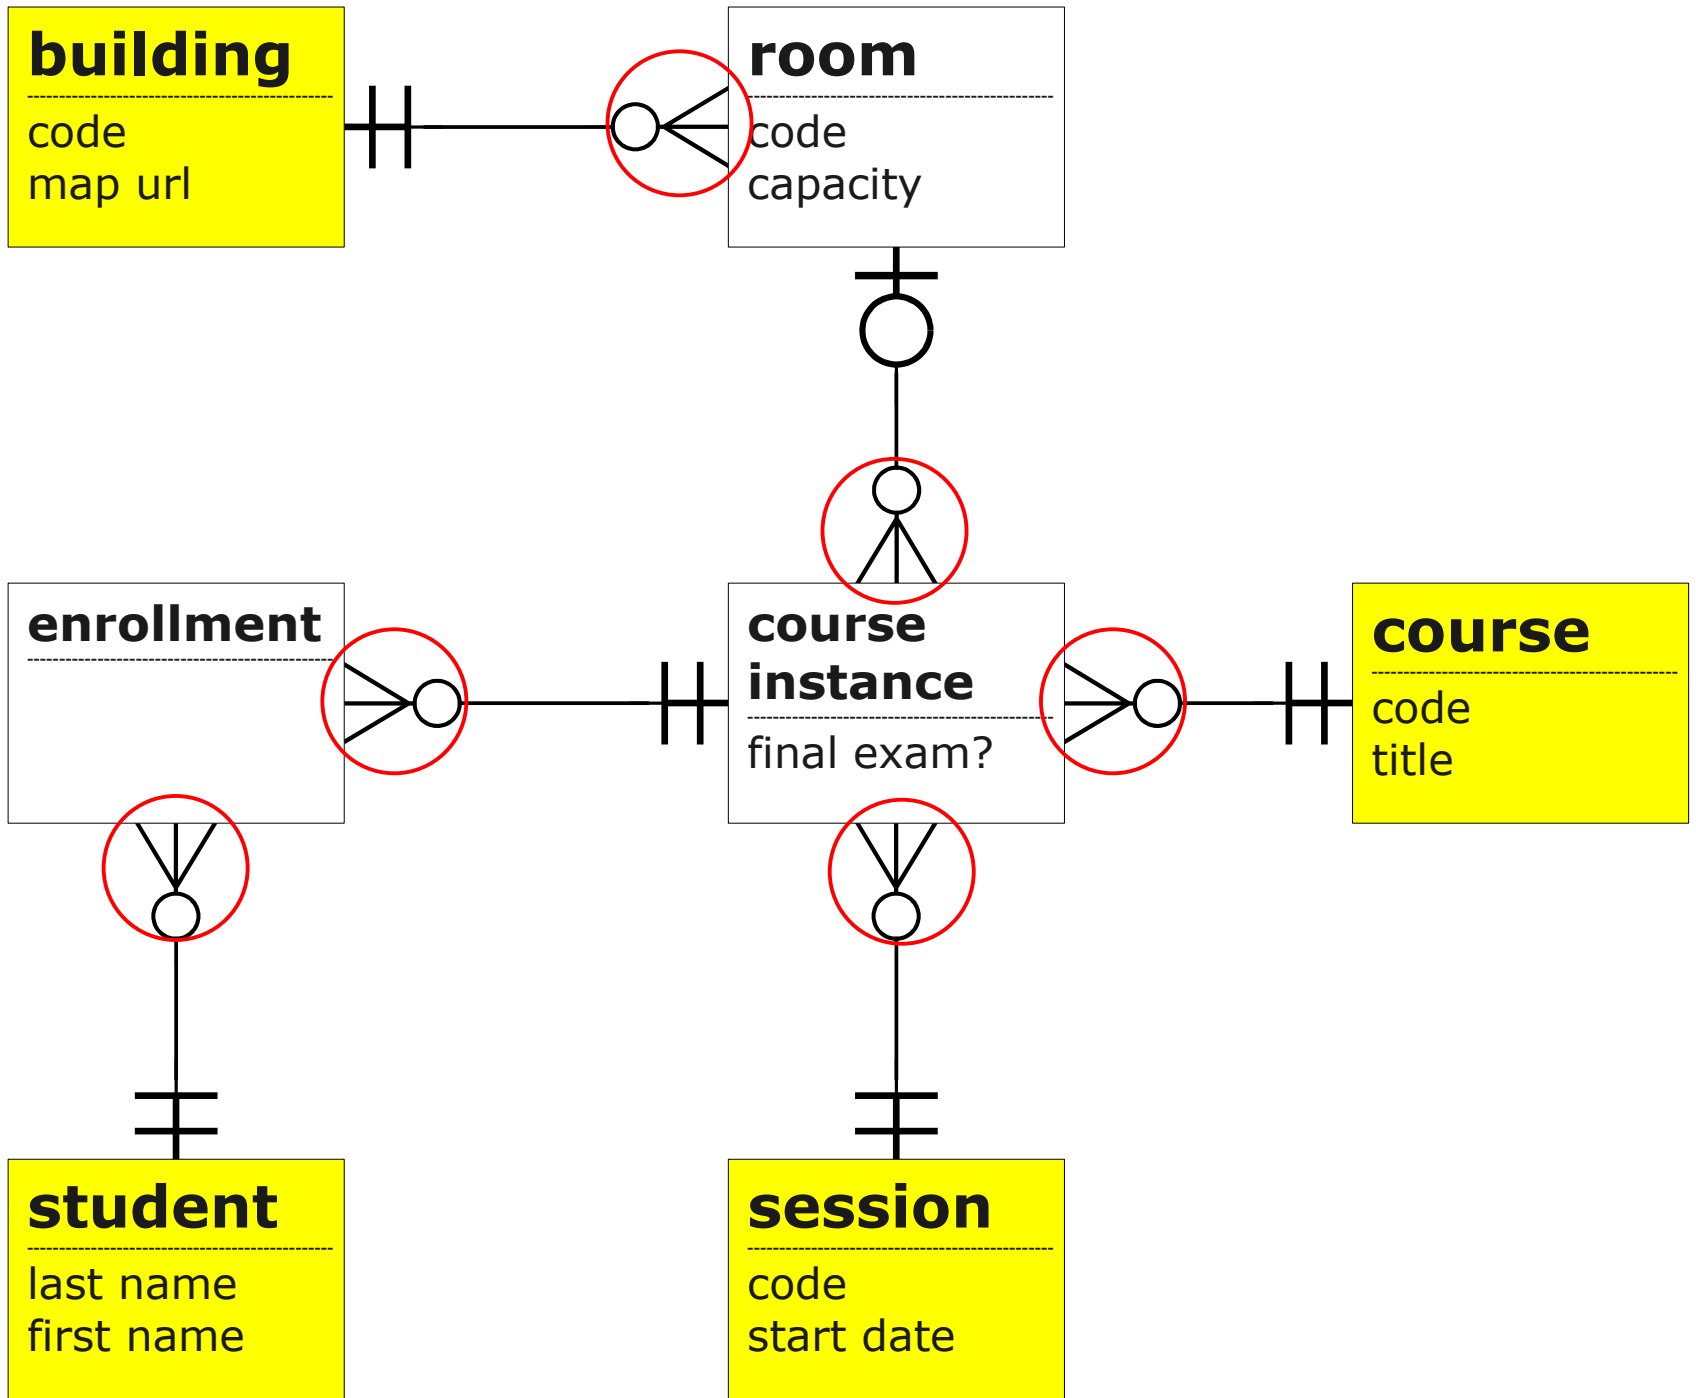 building
code
map url
room
code
capacity
enrollment
course
instance
final exam?
course
code
title
student
last name
first name
session
code
start date